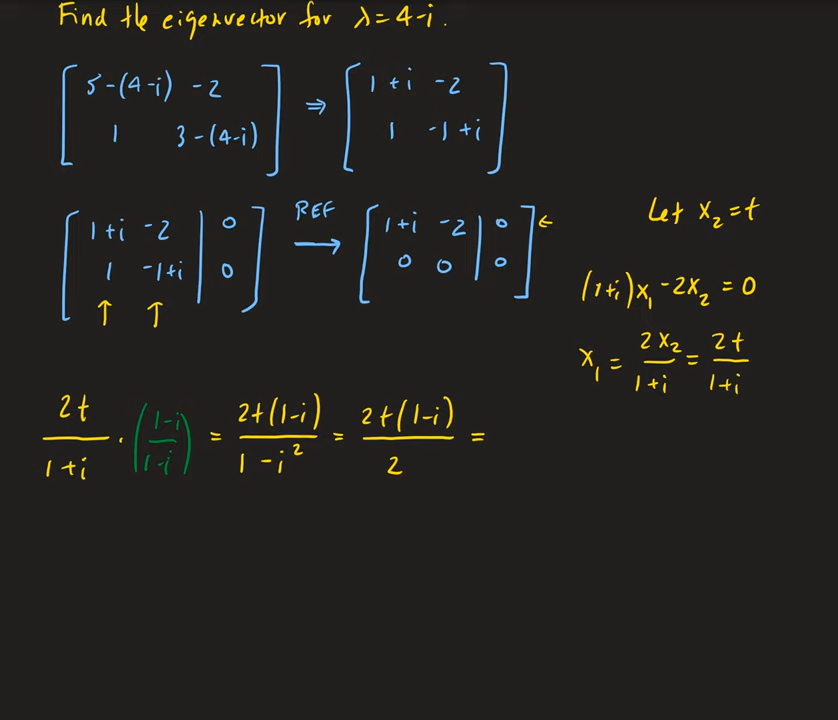 Find the eigenvector for λ = 4-i.
[ 5-(4-i) -2 ; 1 3-(4-i) ] ⇒ [ 1+i -2 ; 1 -1+i ]
[ 1+i -2 | 0 ; 1 -1+i | 0 ] REF → [ 1+i -2 | 0 ; 0 0 | 0 ] ←
↑ ↑
Let x₂ = t
(1+i)x₁ - 2x₂ = 0
x₁ = 2x₂/1+i = 2t/1+i
2t/1+i · (1-i/1-i) = 2t(1-i)/1-i² = 2t(1-i)/2 =